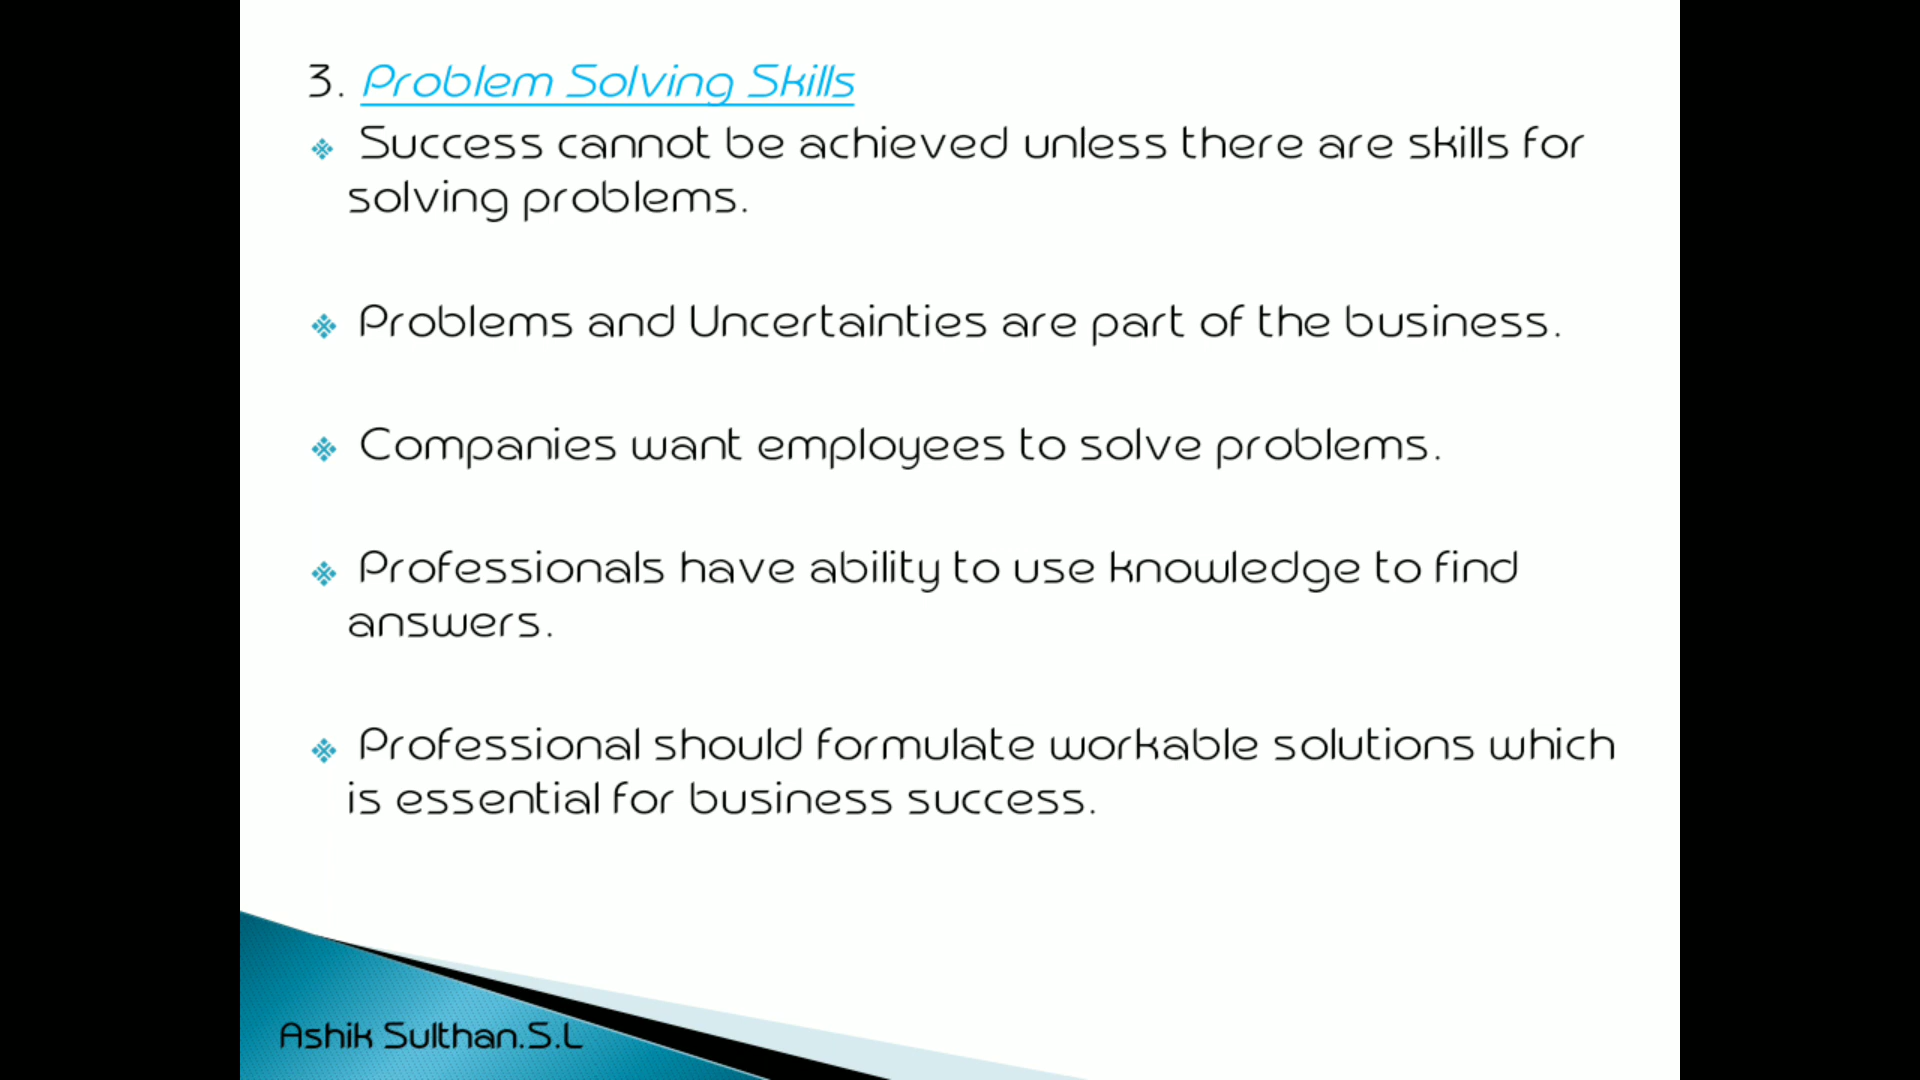 3. Problem Solving Skills
❖ Success cannot be achieved unless there are skills for
solving problems.
❖ Problems and Uncertainties are part of the business.
❖ Companies want employees to solve problems.
❖ Professionals have ability to use knowledge to find
answers.
❖ Professional should formulate workable solutions which
is essential for business success.
Ashik Sulthan.S.L